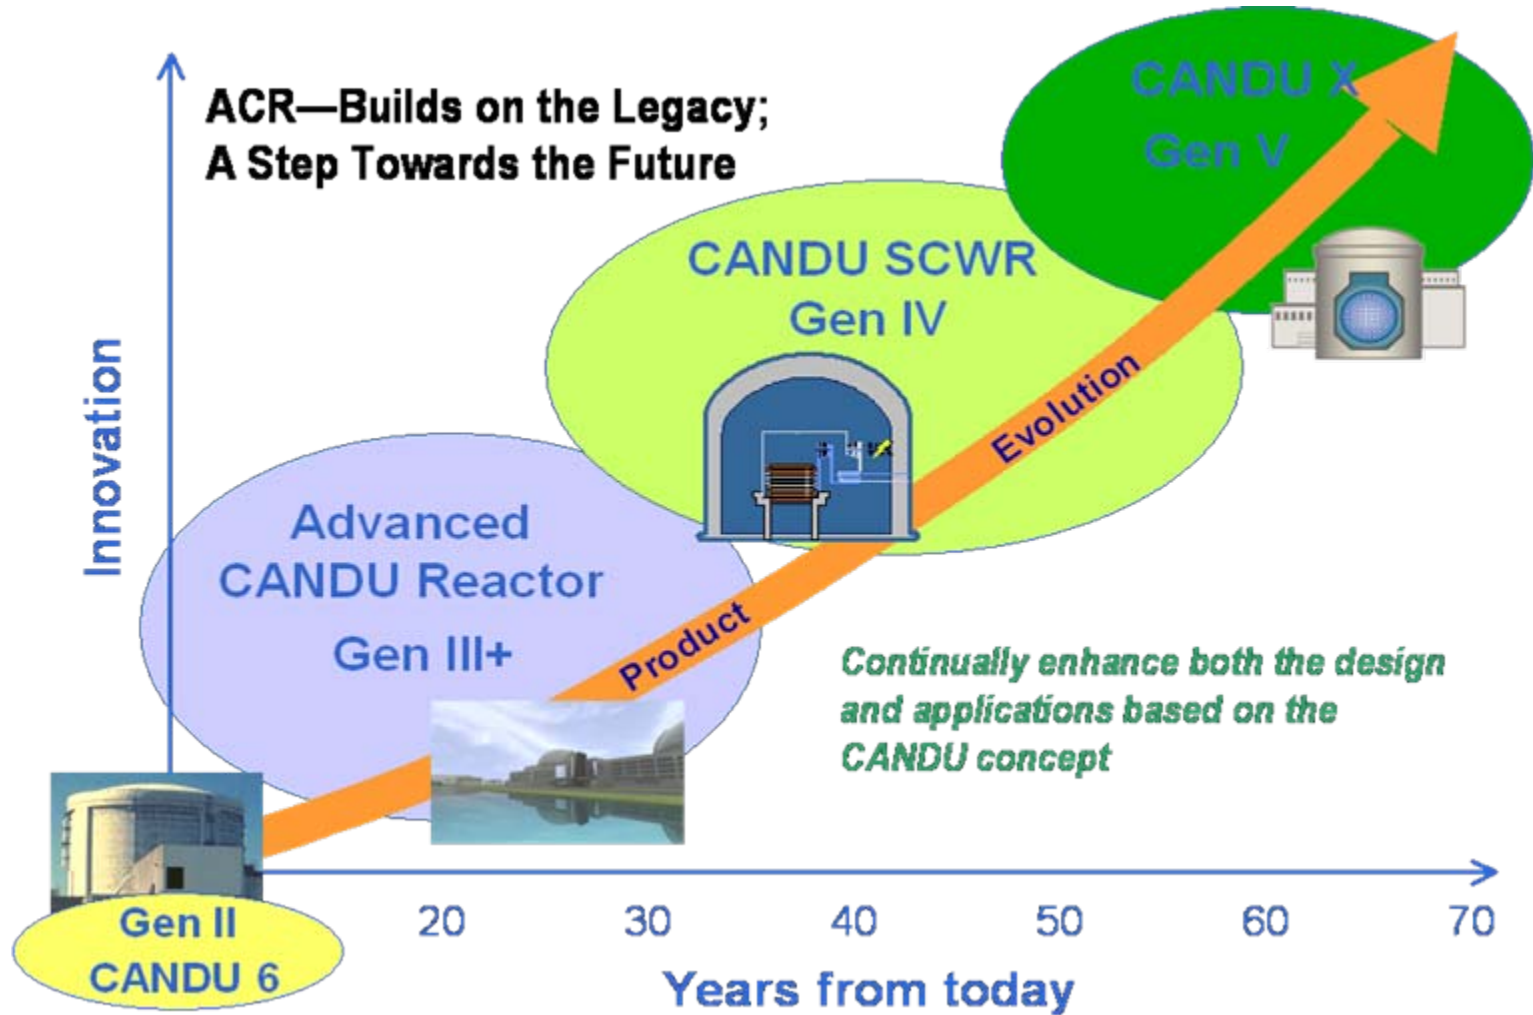 ACR—Builds on the Legacy;
A Step Towards the Future
CANDU X
Gen V
CANDU SCWR
Gen IV
Innovation
Evolution
Advanced
CANDU Reactor
Gen III+
Product
Continually enhance both the design
and applications based on the
CANDU concept
Gen II
CANDU 6
20 30 40 50 60 70
Years from today